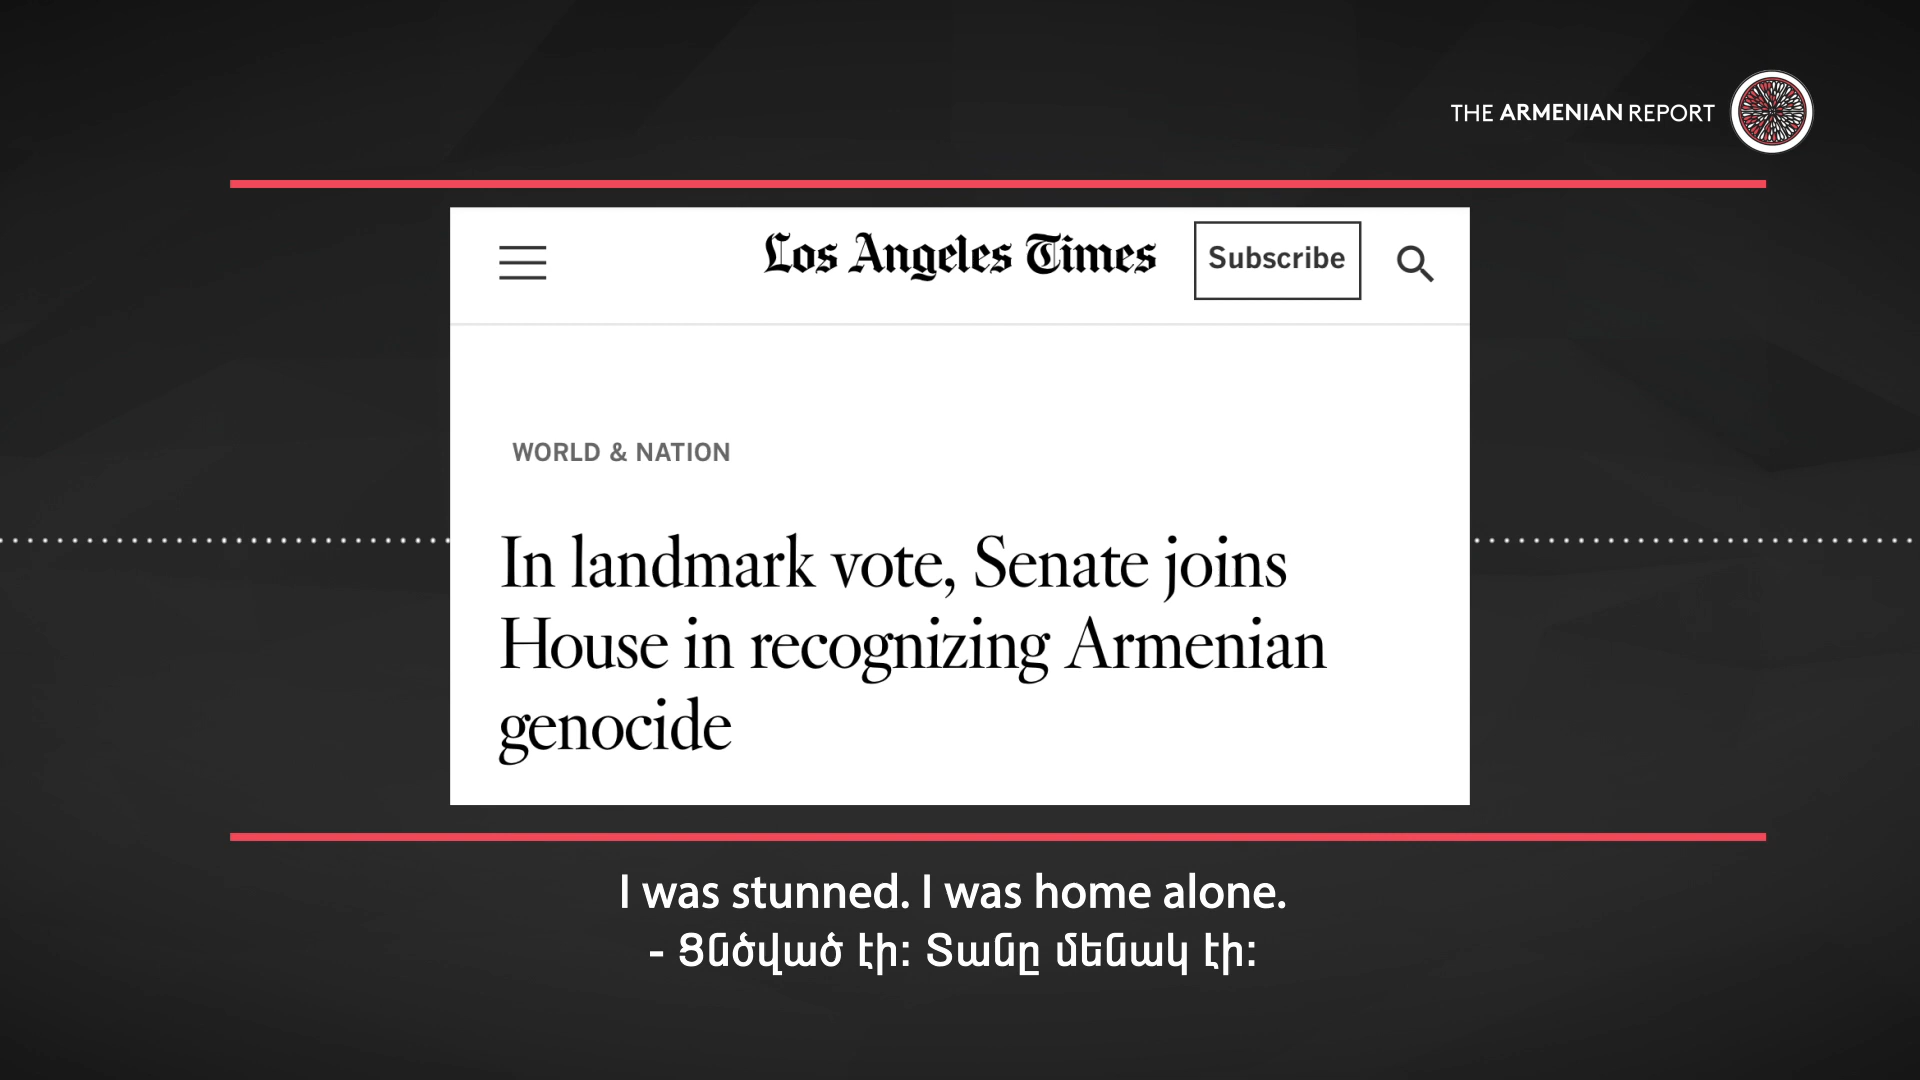 THE ARMENIAN REPORT
Los Angeles Times
Subscribe
WORLD & NATION
In landmark vote, Senate joins
House in recognizing Armenian
genocide
I was stunned. I was home alone.
- Ցնծված էի: Տանը մենակ էի: